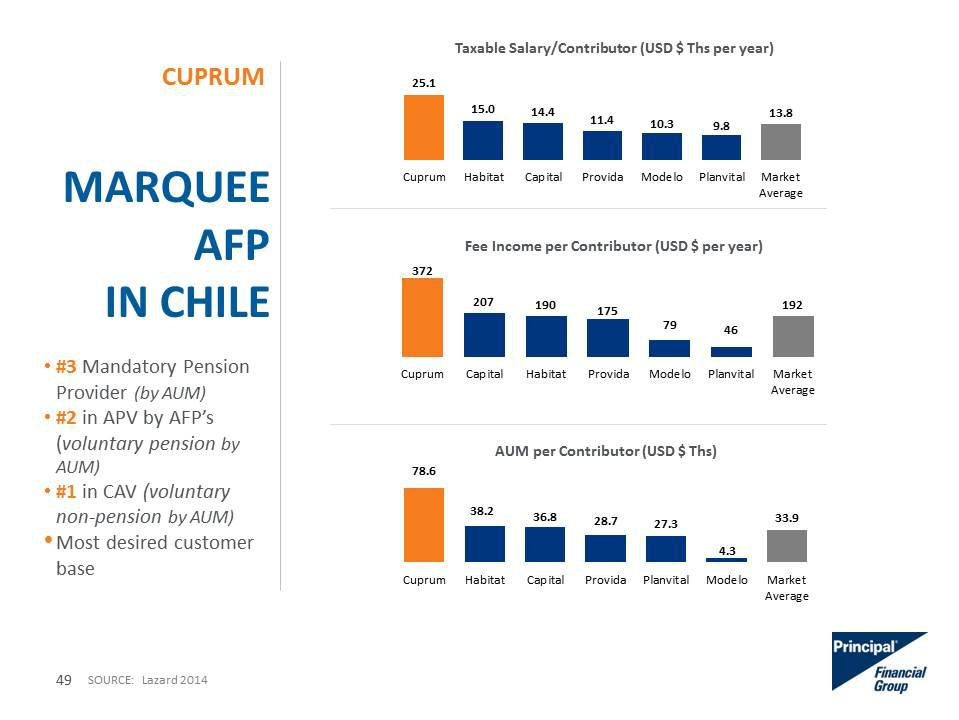 CUPRUM
MARQUEE
AFP
IN CHILE
• #3 Mandatory Pension
Provider (by AUM)
• #2 in APV by AFP’s
(voluntary pension by
AUM)
• #1 in CAV (voluntary
non-pension by AUM)
• Most desired customer
base
Taxable Salary/Contributor (USD $ Ths per year)
25.1 15.0 14.4 11.4 10.3 9.8 13.8
Cuprum Habitat Capital Provida Modelo Planvital Market
Average
Fee Income per Contributor (USD $ per year)
372 207 190 175 79 46 192
Cuprum Capital Habitat Provida Modelo Planvital Market
Average
AUM per Contributor (USD $ Ths)
78.6 38.2 36.8 28.7 27.3 4.3 33.9
Cuprum Habitat Capital Provida Planvital Modelo Market
Average
Principal®
Financial
Group
49 SOURCE: Lazard 2014